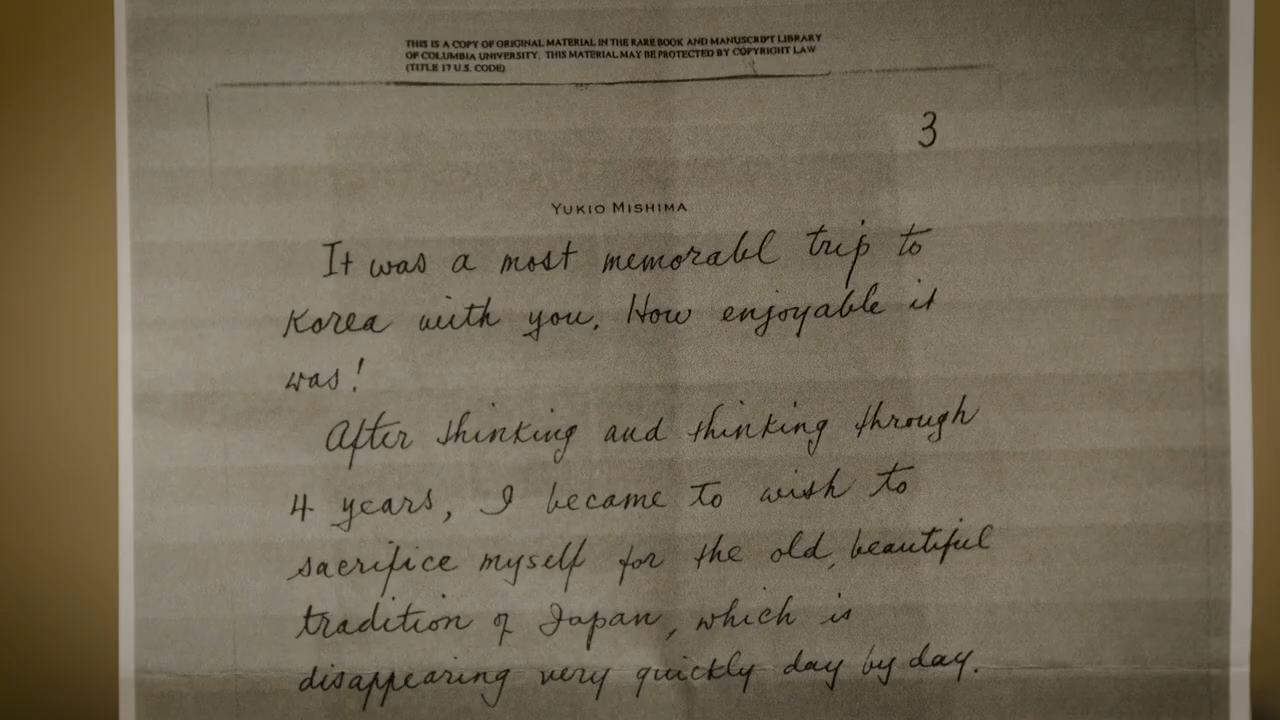 THIS IS A COPY OF ORIGINAL MATERIAL IN THE RARE BOOK AND MANUSCRIPT LIBRARY
OF COLUMBIA UNIVERSITY. THIS MATERIAL MAY BE PROTECTED BY COPYRIGHT LAW
(TITLE 17 U.S. CODE)
3
YUKIO MISHIMA
It was a most memorabl trip to
Korea with you. How enjoyable it
was!
After thinking and thinking through
4 years, I became to wish to
sacrifice myself for the old, beautiful
tradition of Japan, which is
disappearing very quickly day by day.